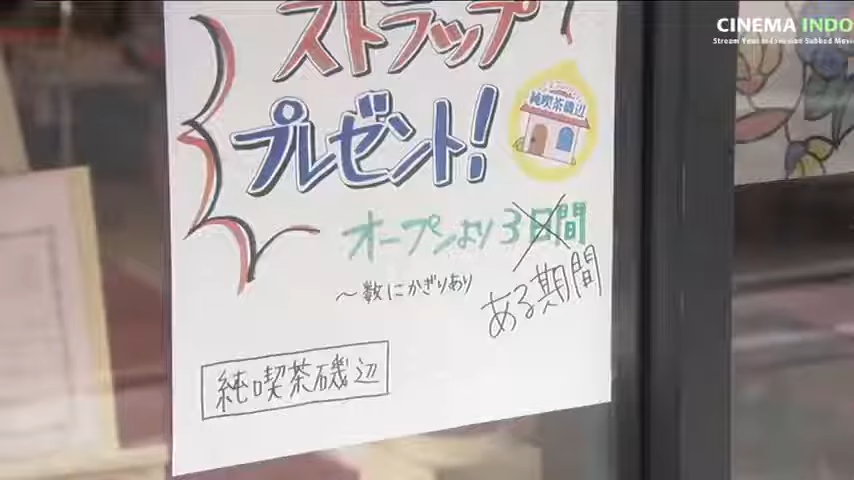 CINEMA INDO
ストラップ
プレゼント!
純喫茶磯辺
オープンより3日間
ある期間
~数にかぎりあり
純喫茶磯辺